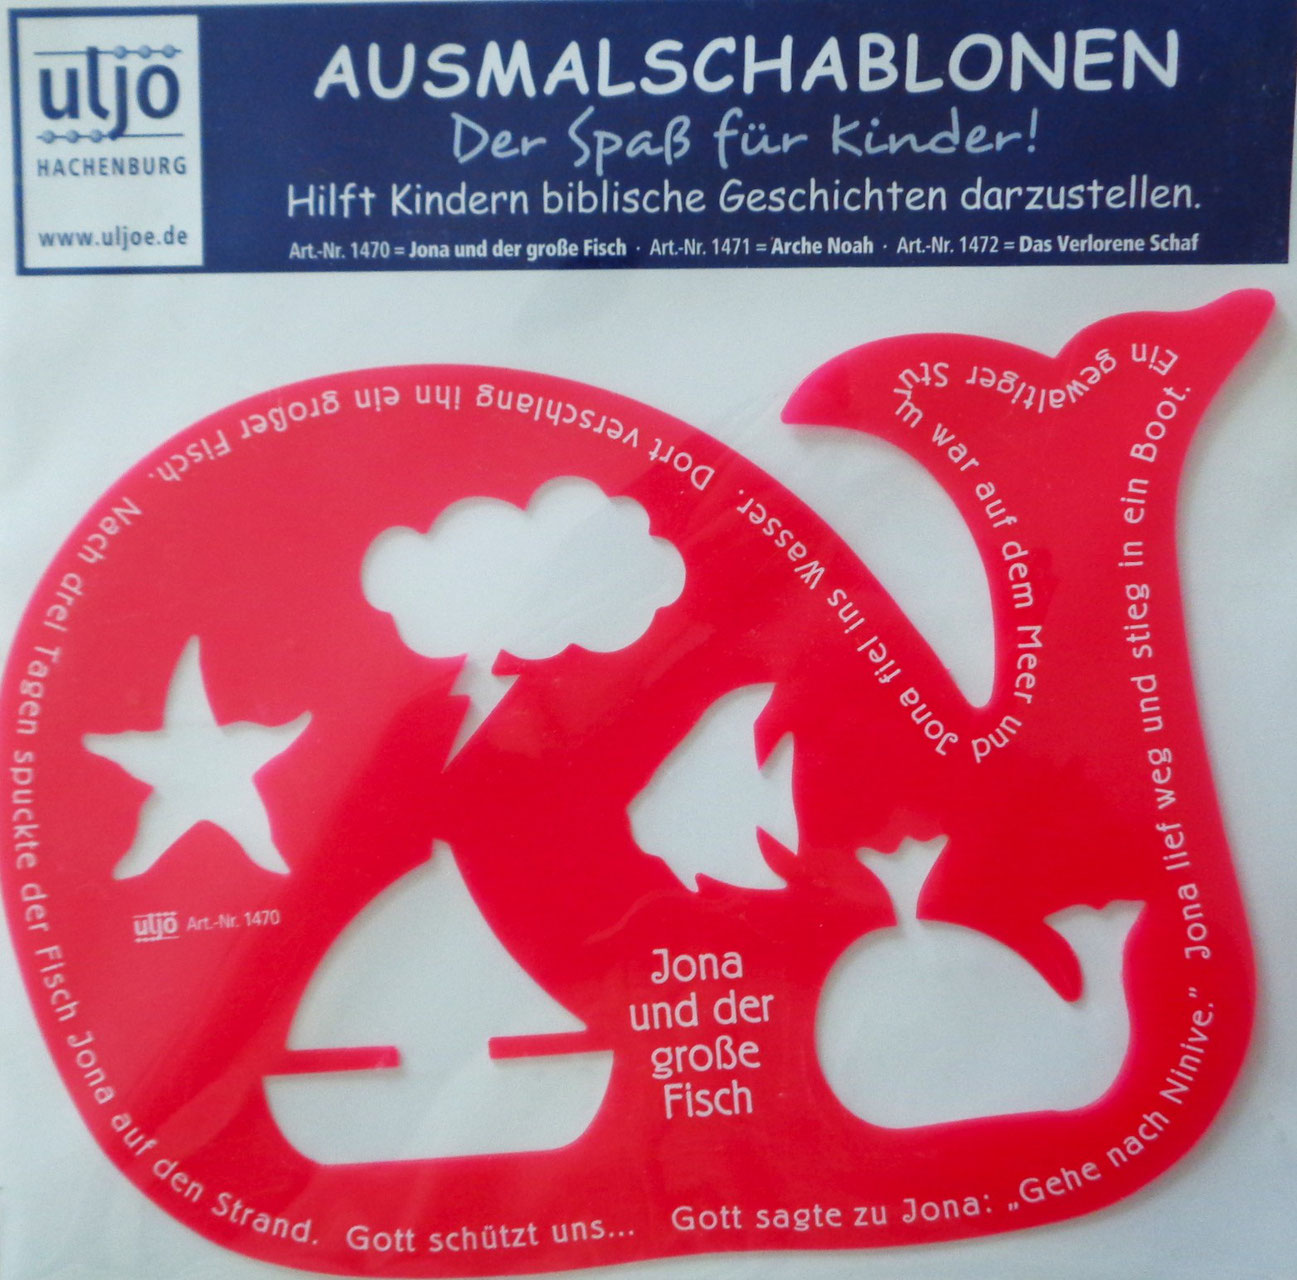 uljö
HACHENBURG
www.uljoe.de
AUSMALSCHABLONEN
Der Spaß für Kinder!
Hilft Kindern biblische Geschichten darzustellen.
Art.-Nr. 1470 = Jona und der große Fisch · Art.-Nr. 1471 = Arche Noah · Art.-Nr. 1472 = Das Verlorene Schaf
Gott sagte zu Jona: „Gehe nach Ninive.” Jona lief weg und stieg in ein Boot. Ein gewaltiger Sturm war auf dem Meer und Jona fiel ins Wasser. Dort verschlang ihn ein großer Fisch. Nach drei Tagen spuckte der Fisch Jona auf den Strand. Gott schützt uns...
uljö Art.-Nr. 1470
Jona
und der
große
Fisch